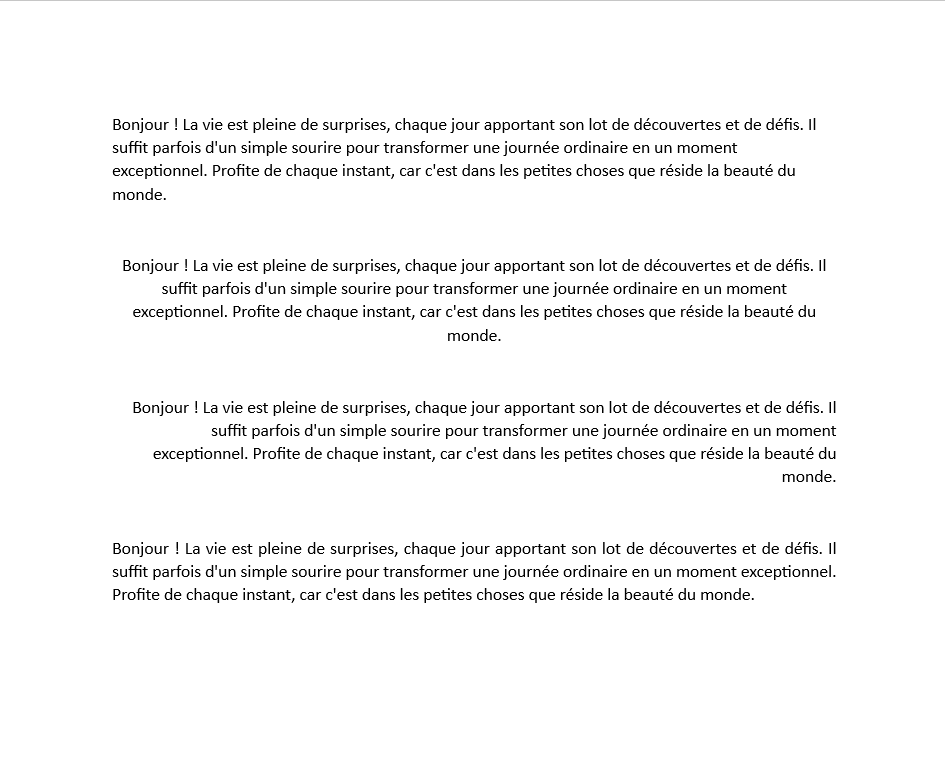 Bonjour ! La vie est pleine de surprises, chaque jour apportant son lot de découvertes et de défis. Il
suffit parfois d'un simple sourire pour transformer une journée ordinaire en un moment
exceptionnel. Profite de chaque instant, car c'est dans les petites choses que réside la beauté du
monde.
Bonjour ! La vie est pleine de surprises, chaque jour apportant son lot de découvertes et de défis. Il
suffit parfois d'un simple sourire pour transformer une journée ordinaire en un moment
exceptionnel. Profite de chaque instant, car c'est dans les petites choses que réside la beauté du
monde.
Bonjour ! La vie est pleine de surprises, chaque jour apportant son lot de découvertes et de défis. Il
suffit parfois d'un simple sourire pour transformer une journée ordinaire en un moment
exceptionnel. Profite de chaque instant, car c'est dans les petites choses que réside la beauté du
monde.
Bonjour ! La vie est pleine de surprises, chaque jour apportant son lot de découvertes et de défis. Il
suffit parfois d'un simple sourire pour transformer une journée ordinaire en un moment exceptionnel.
Profite de chaque instant, car c'est dans les petites choses que réside la beauté du monde.